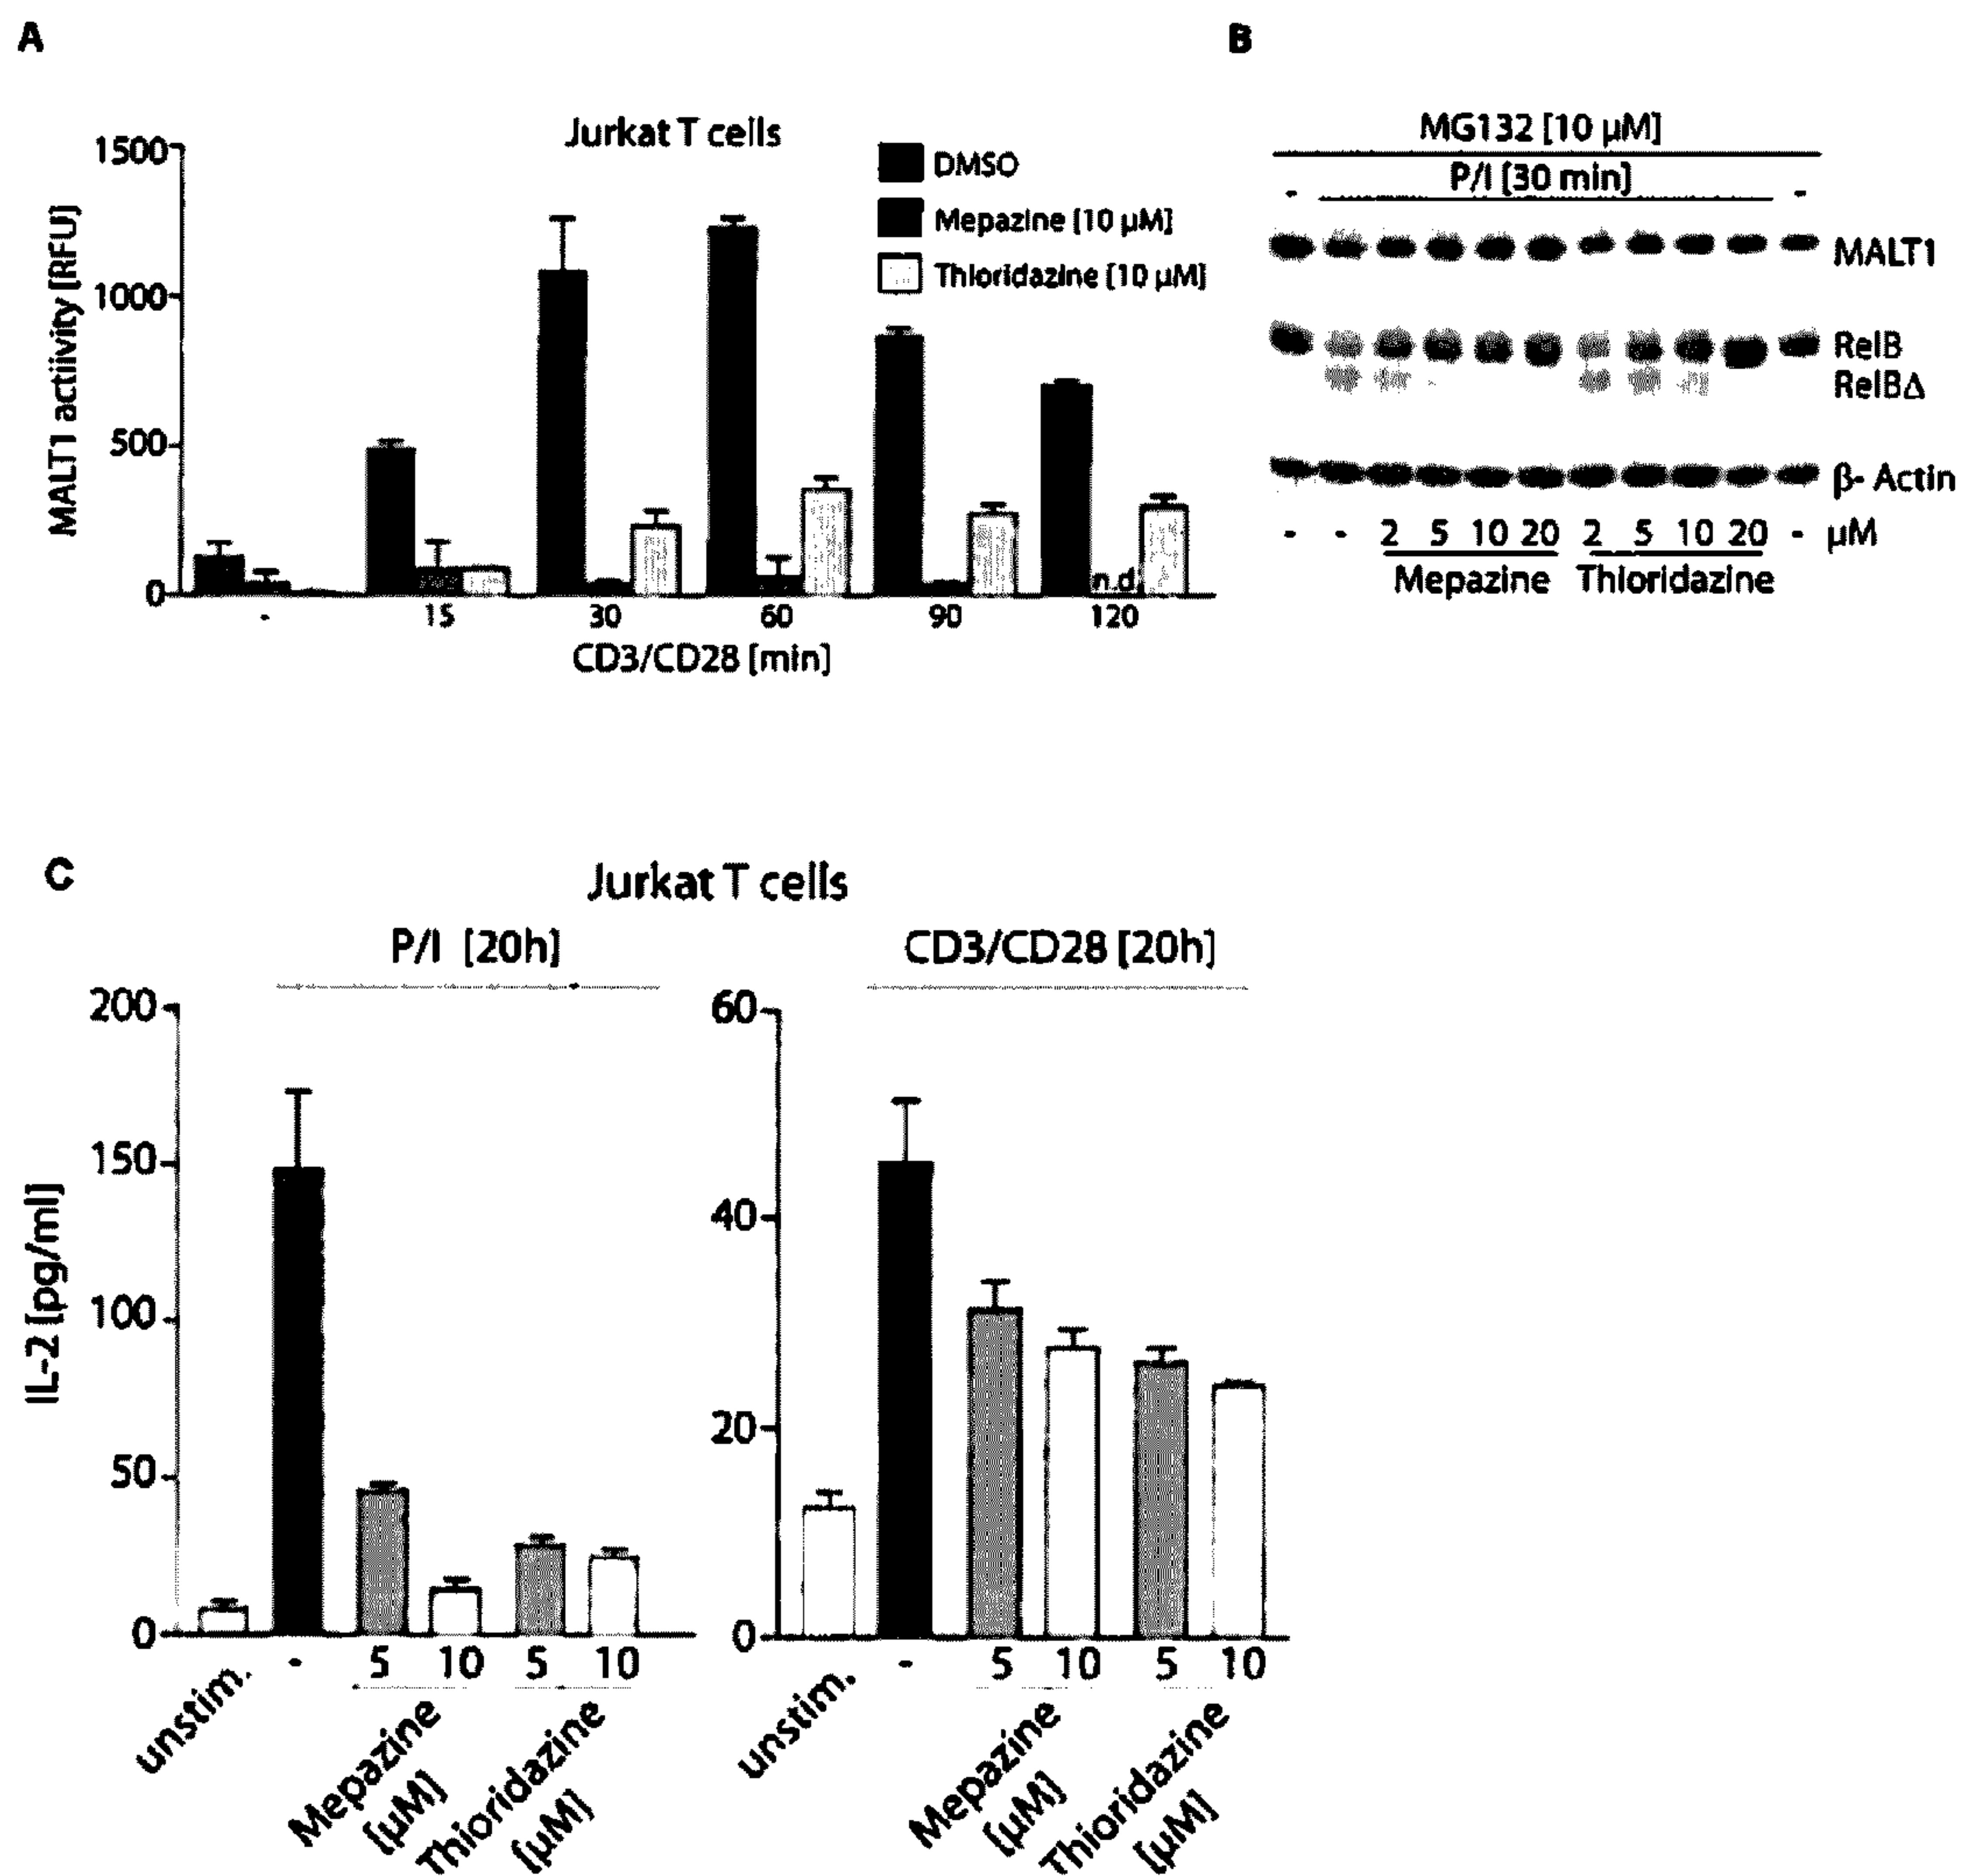 A
Jurkat T cells
DMSO
Mepazine [10 µM]
Thioridazine [10 µM]
MALT1 actiivity [RFU]
1500
1000
500
0
- 15 30 60 90 120
n.d.
CD3/CD28 [min]
B
MG132 [10 µM]
- P/I [30 min] -
MALT1
RelB
RelBΔ
β- Actin
- - 2 5 10 20 2 5 10 20 - µM
Mepazine Thioridazine
C
Jurkat T cells
P/I [20h]
IL-2 [pg/ml]
200
150
100
50
0
unstim. - 5 10 5 10
Mepazine
[µM]
Thioridazine
[µM]
CD3/CD28 [20h]
60
40
20
0
unstim. - 5 10 5 10
Mepazine
[µM]
Thioridazine
[µM]